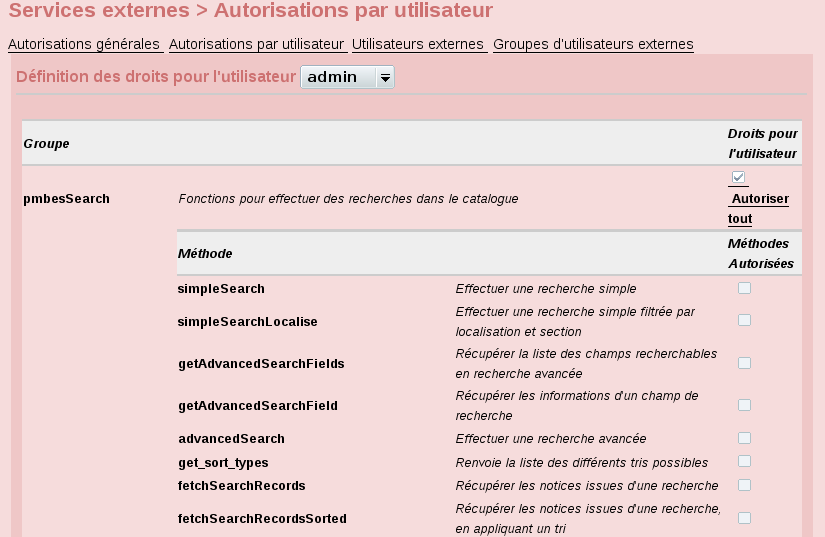 Services externes > Autorisations par utilisateur
Autorisations générales Autorisations par utilisateur Utilisateurs externes Groupes d'utilisateurs externes
Définition des droits pour l'utilisateur admin
Groupe
Droits pour
l'utilisateur
pmbesSearch
Fonctions pour effectuer des recherches dans le catalogue
Autoriser
tout
Méthode
Méthodes
Autorisées
simpleSearch
Effectuer une recherche simple
simpleSearchLocalise
Effectuer une recherche simple filtrée par
localisation et section
getAdvancedSearchFields
Récupérer la liste des champs recherchables
en recherche avancée
getAdvancedSearchField
Récupérer les informations d'un champ de
recherche
advancedSearch
Effectuer une recherche avancée
get_sort_types
Renvoie la liste des différents tris possibles
fetchSearchRecords
Récupérer les notices issues d'une recherche
fetchSearchRecordsSorted
Récupérer les notices issues d'une recherche,
en appliquant un tri